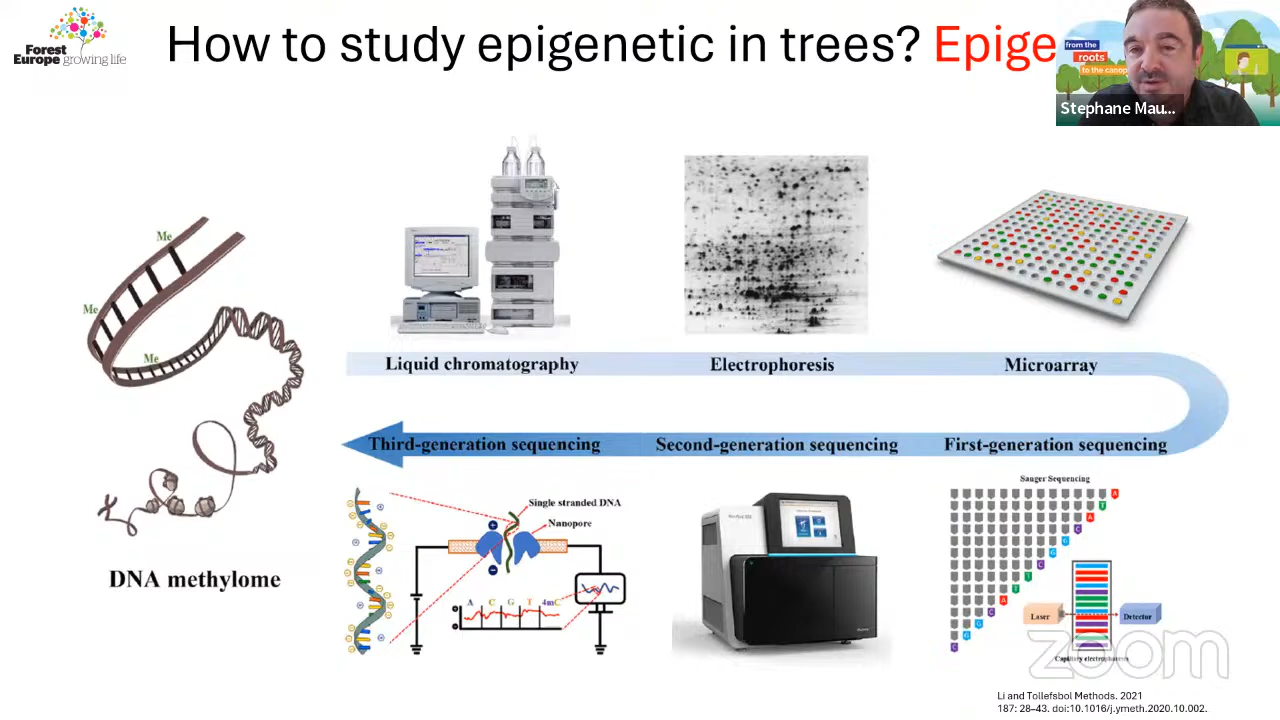 Forest
Europe growing life
How to study epigenetic in trees? Epige
from the
roots
to the canop
Stephane Mau...
Me
Me
Me
Liquid chromatography
Electrophoresis
Microarray
Third-generation sequencing
Second-generation sequencing
First-generation sequencing
Single stranded DNA
Nanopore
A C G T 4mC
Sanger Sequencing
A
T
A
C
G
G
C
T
T
A
C
G
G
C
Laser
Detector
Capillary electrophoresis
DNA methylome
zoom
Li and Tollefsbol Methods. 2021
187: 28–43. doi:10.1016/j.ymeth.2020.10.002.